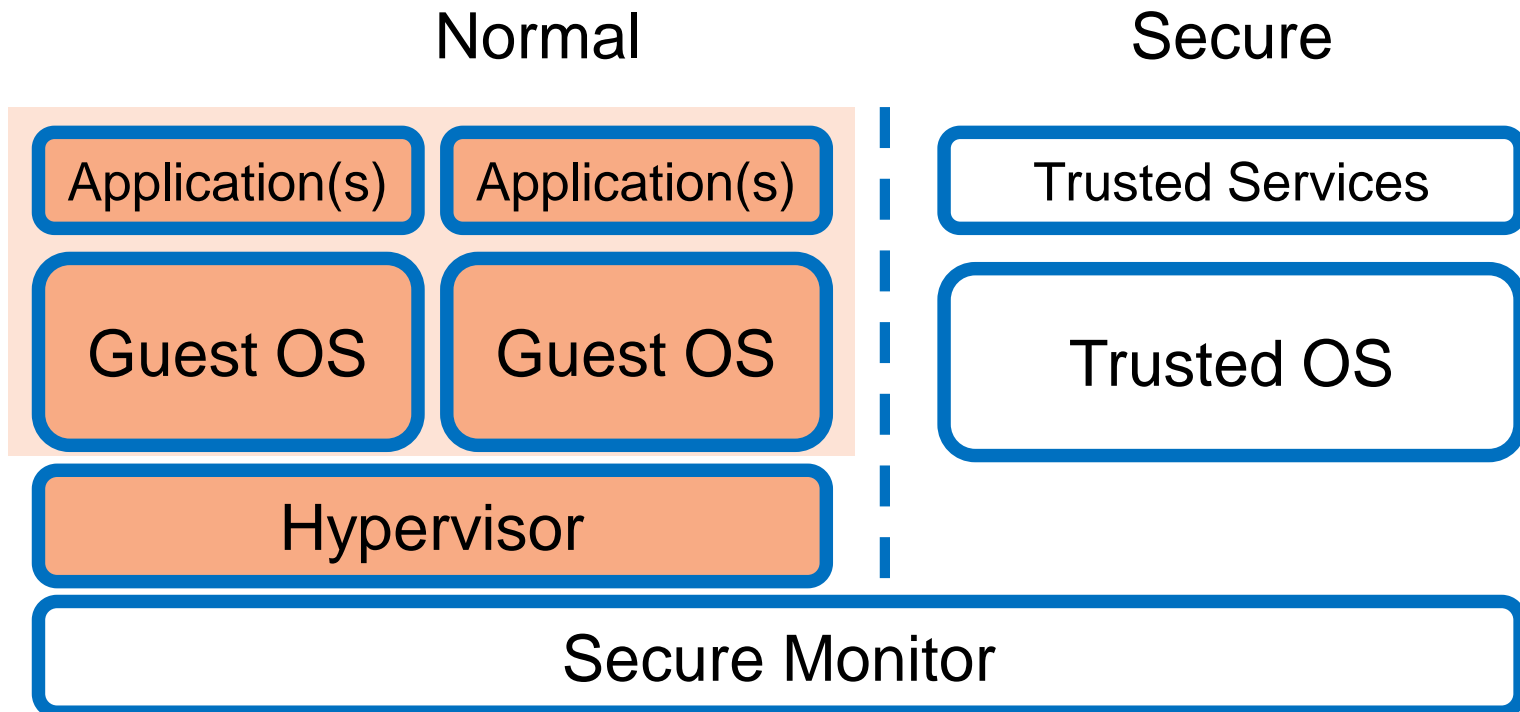 Normal
Secure
Application(s)
Application(s)
Trusted Services
Guest OS
Guest OS
Trusted OS
Hypervisor
Secure Monitor